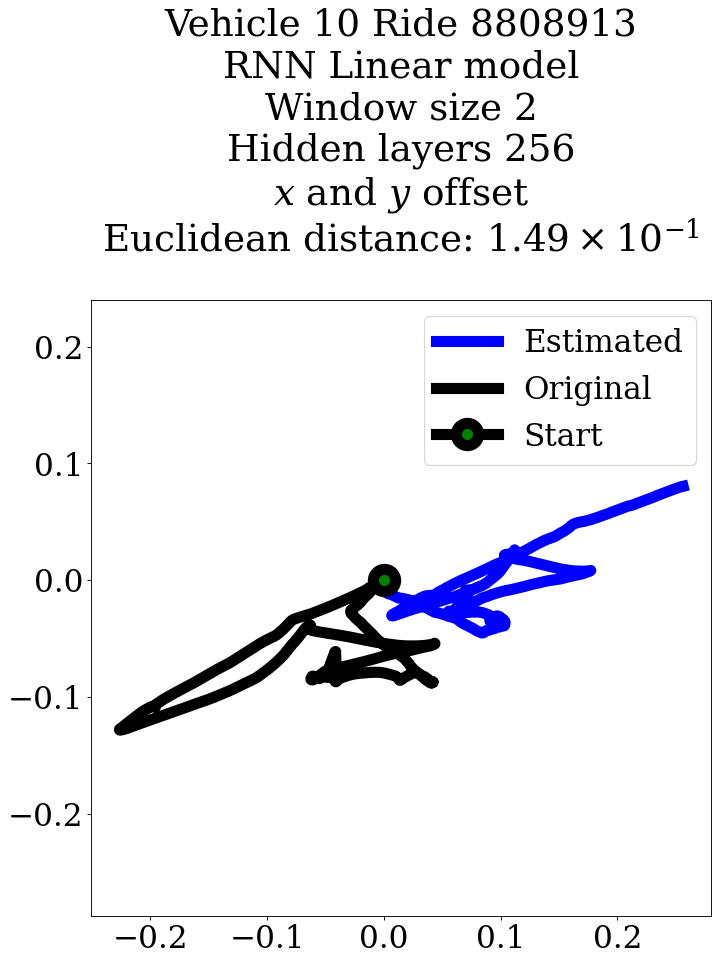 Vehicle 10 Ride 8808913
RNN Linear model
Window size 2
Hidden layers 256
x and y offset
Euclidean distance: 1.49 × 10⁻¹
Estimated
Original
Start
0.2
0.1
0.0
−0.1
−0.2
−0.2 −0.1 0.0 0.1 0.2